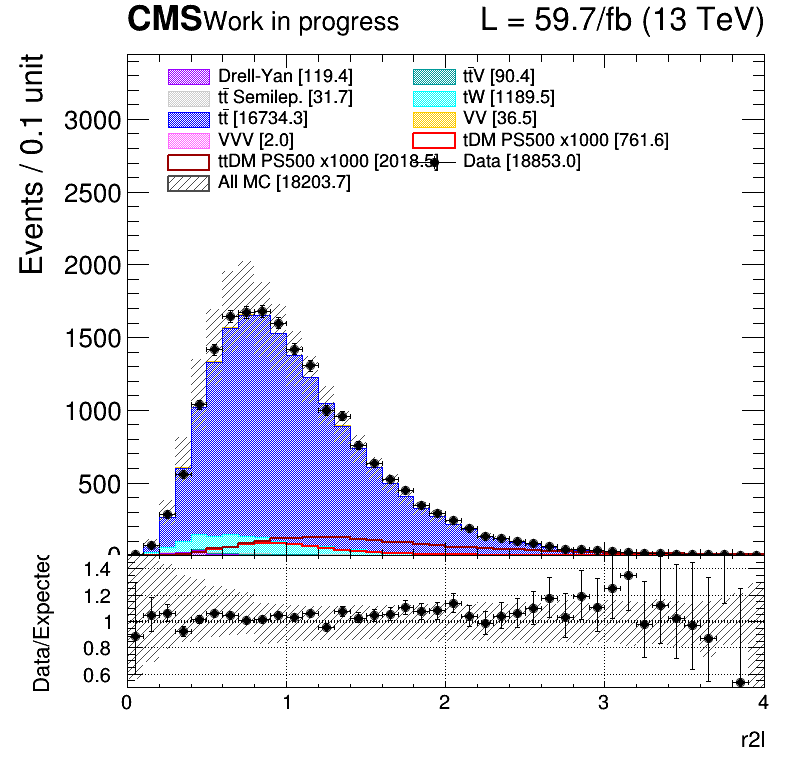 CMS Work in progress L = 59.7/fb (13 TeV)
Events / 0.1 unit
Drell-Yan [119.4] tt̄V [90.4]
tt̄ Semilep. [31.7] tW [1189.5]
tt̄ [16734.3] VV [36.5]
VVV [2.0] tDM PS500 x1000 [761.6]
ttDM PS500 x1000 [2018.5] Data [18853.0]
All MC [18203.7]
3000
2500
2000
1500
1000
500
0
Data/Expected
1.4
1.2
1
0.8
0.6
0 1 2 3 4
r2l